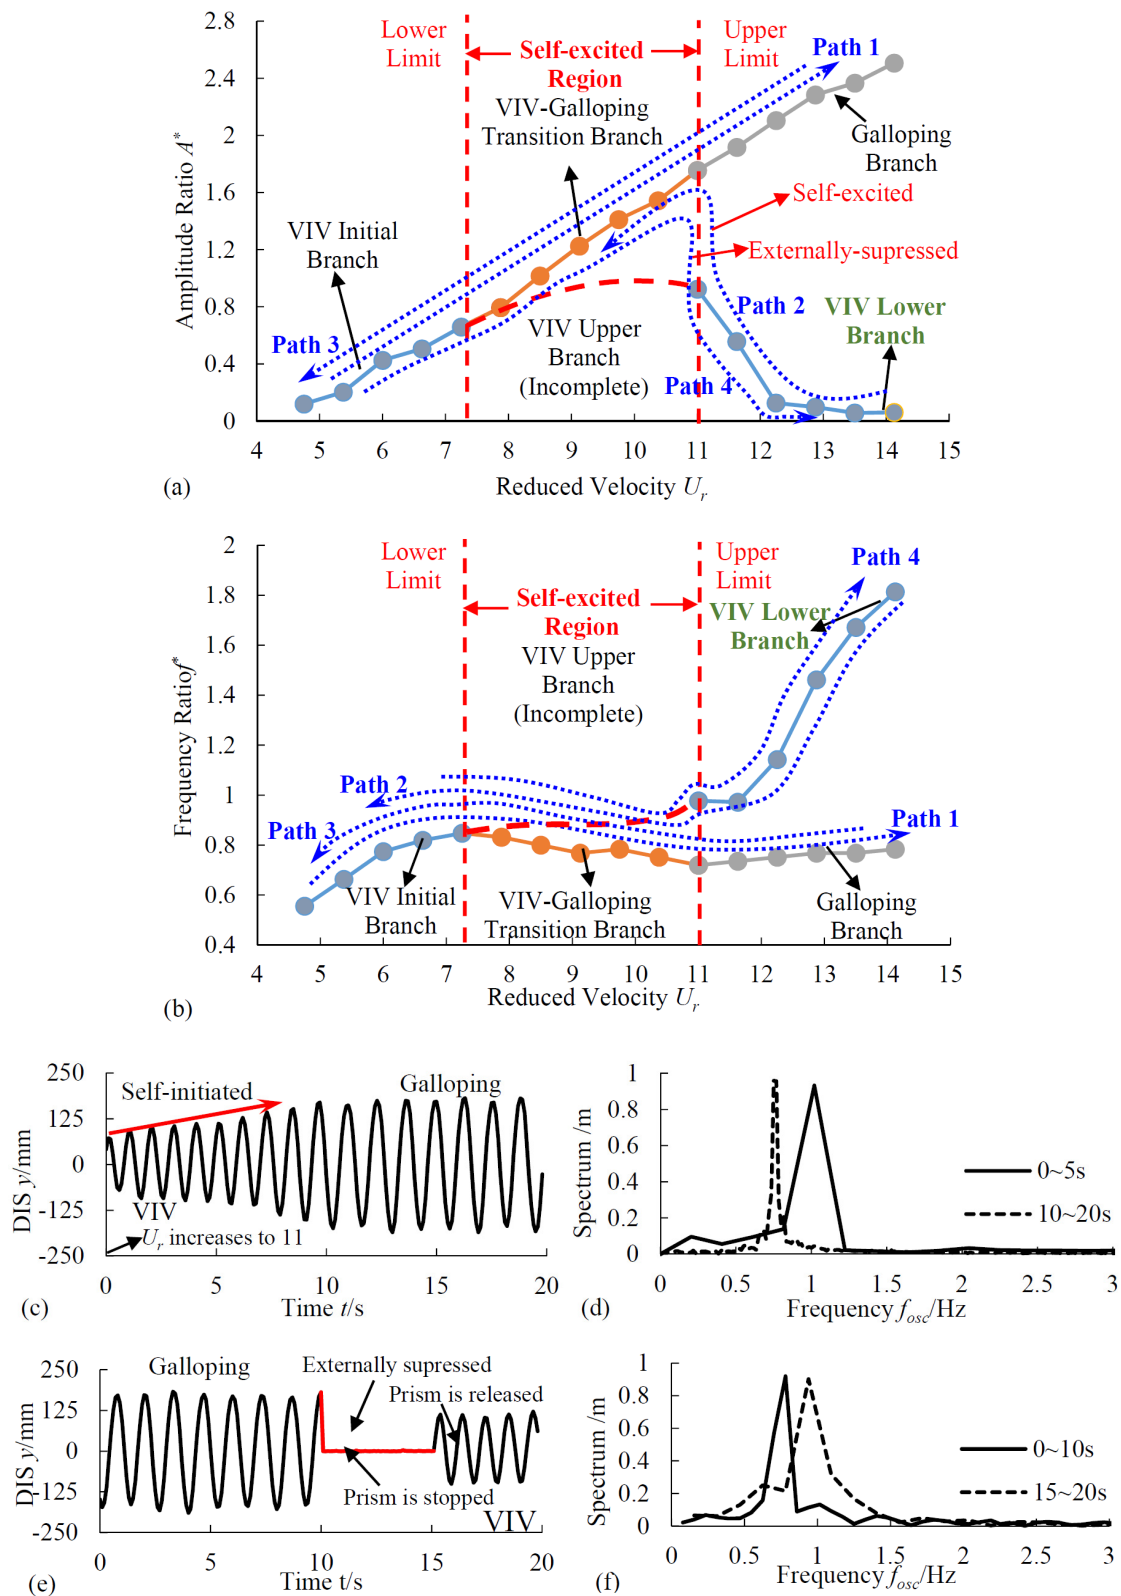 2.8
2.4
2
1.6
1.2
0.8
0.4
0
Amplitude Ratio A*
Lower
Limit
Self-excited
Region
Upper
Limit
Path 1
VIV-Galloping
Transition Branch
Galloping
Branch
Self-excited
VIV Initial
Branch
Externally-supressed
Path 2
VIV Lower
Branch
Path 3
VIV Upper
Branch
(Incomplete)
Path 4
4 5 6 7 8 9 10 11 12 13 14 15
(a)
Reduced Velocity Ur
2
1.8
1.6
1.4
1.2
1
0.8
0.6
0.4
Frequency Ratio f*
Lower
Limit
Upper
Limit
Path 4
Self-excited
Region
VIV Lower
Branch
VIV Upper
Branch
(Incomplete)
Path 2
Path 3
Path 1
VIV Initial
Branch
VIV-Galloping
Transition Branch
Galloping
Branch
4 5 6 7 8 9 10 11 12 13 14 15
(b)
Reduced Velocity Ur
250
125
0
-125
-250
DIS y/mm
Self-initiated
Galloping
VIV
Ur increases to 11
0 5 10 15 20
(c)
Time t/s
1
0.8
0.6
0.4
0.2
0
Spectrum /m
0~5s
10~20s
0 0.5 1 1.5 2 2.5 3
(d)
Frequency fosc/Hz
250
125
0
-125
-250
DIS y/mm
Galloping
Externally supressed
Prism is released
Prism is stopped
VIV
0 5 10 15 20
(e)
Time t/s
1
0.8
0.6
0.4
0.2
0
Spectrum /m
0~10s
15~20s
0 0.5 1 1.5 2 2.5 3
(f)
Frequency fosc/Hz